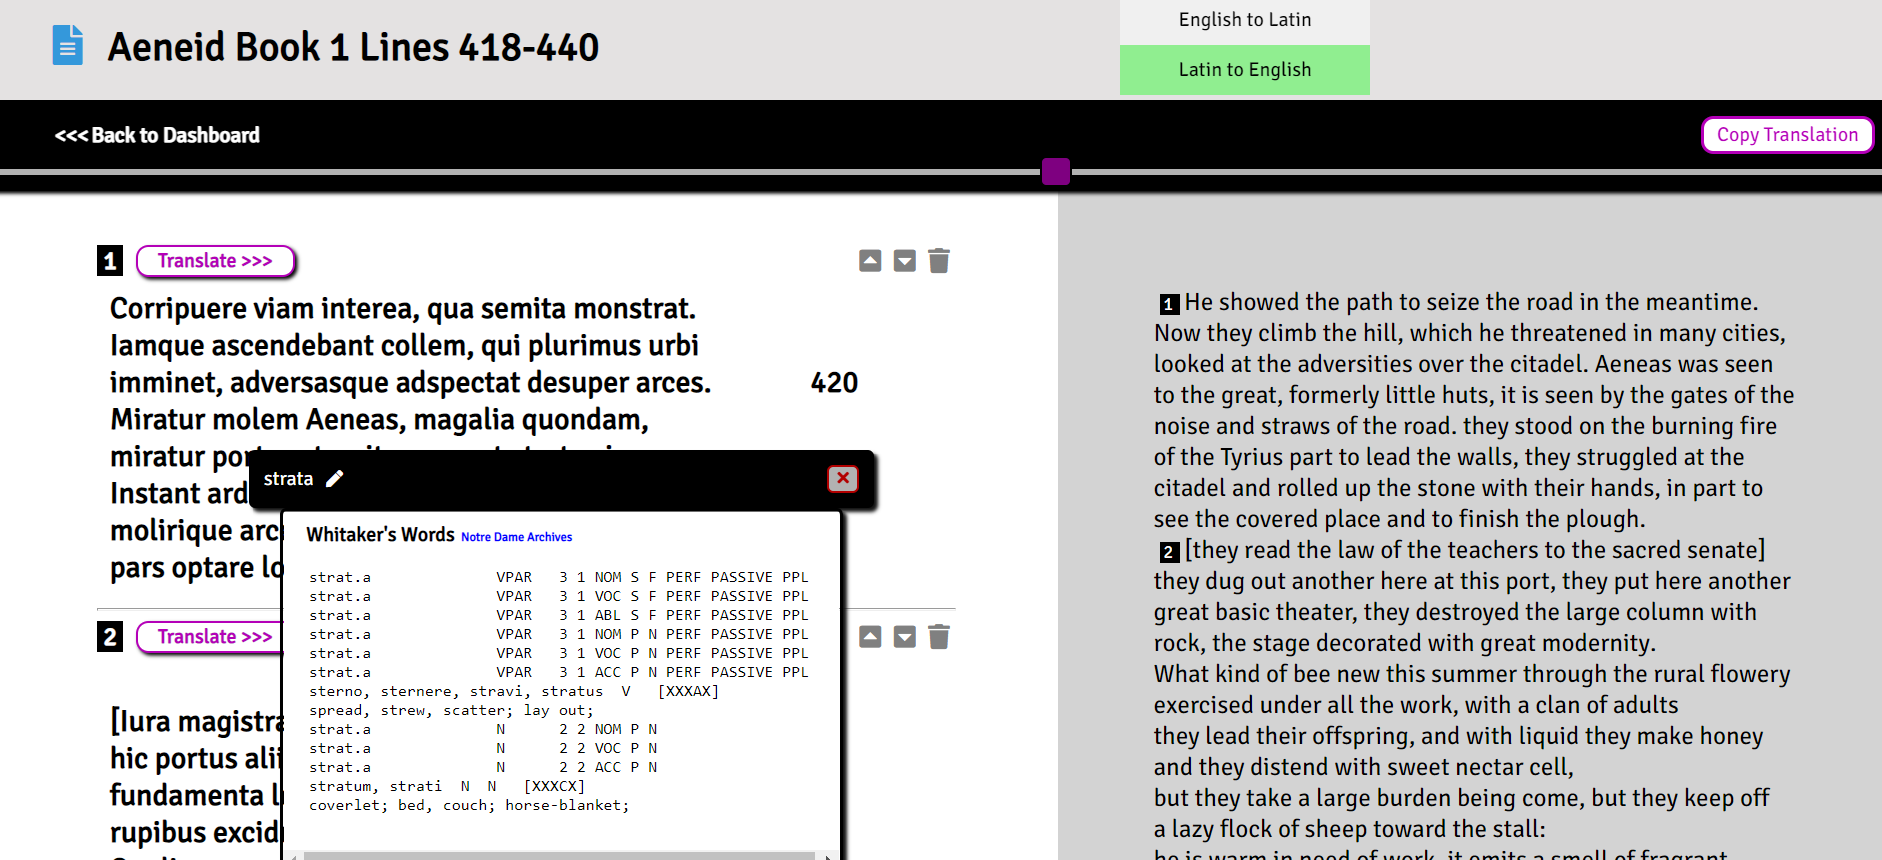 Aeneid Book 1 Lines 418-440
English to Latin
Latin to English
<<< Back to Dashboard
Copy Translation
1 Translate >>>
Corripuere viam interea, qua semita monstrat.
Iamque ascendebant collem, qui plurimus urbi
imminet, adversasque adspectat desuper arces. 420
Miratur molem Aeneas, magalia quondam,
miratur
Instant
molirique
pars optare
strata
Whitaker's Words Notre Dame Archives
strat.a VPAR 3 1 NOM S F PERF PASSIVE PPL
strat.a VPAR 3 1 VOC S F PERF PASSIVE PPL
strat.a VPAR 3 1 ABL S F PERF PASSIVE PPL
strat.a VPAR 3 1 NOM P N PERF PASSIVE PPL
strat.a VPAR 3 1 VOC P N PERF PASSIVE PPL
strat.a VPAR 3 1 ACC P N PERF PASSIVE PPL
sterno, sternere, stravi, stratus V [XXXAX]
spread, strew, scatter; lay out;
strat.a N 2 2 NOM P N
strat.a N 2 2 VOC P N
strat.a N 2 2 ACC P N
stratum, strati N N [XXXCX]
coverlet; bed, couch; horse-blanket;
2 Translate >>>
[Iura
hic portus
fundamenta
rupibus
1 He showed the path to seize the road in the meantime.
Now they climb the hill, which he threatened in many cities,
looked at the adversities over the citadel. Aeneas was seen
to the great, formerly little huts, it is seen by the gates of the
noise and straws of the road. they stood on the burning fire
of the Tyrius part to lead the walls, they struggled at the
citadel and rolled up the stone with their hands, in part to
see the covered place and to finish the plough.
2 [they read the law of the teachers to the sacred senate]
they dug out another here at this port, they put here another
great basic theater, they destroyed the large column with
rock, the stage decorated with great modernity.
What kind of bee new this summer through the rural flowery
exercised under all the work, with a clan of adults
they lead their offspring, and with liquid they make honey
and they distend with sweet nectar cell,
but they take a large burden being come, but they keep off
a lazy flock of sheep toward the stall:
he is warm in need of work, it emits a smell of fragrant